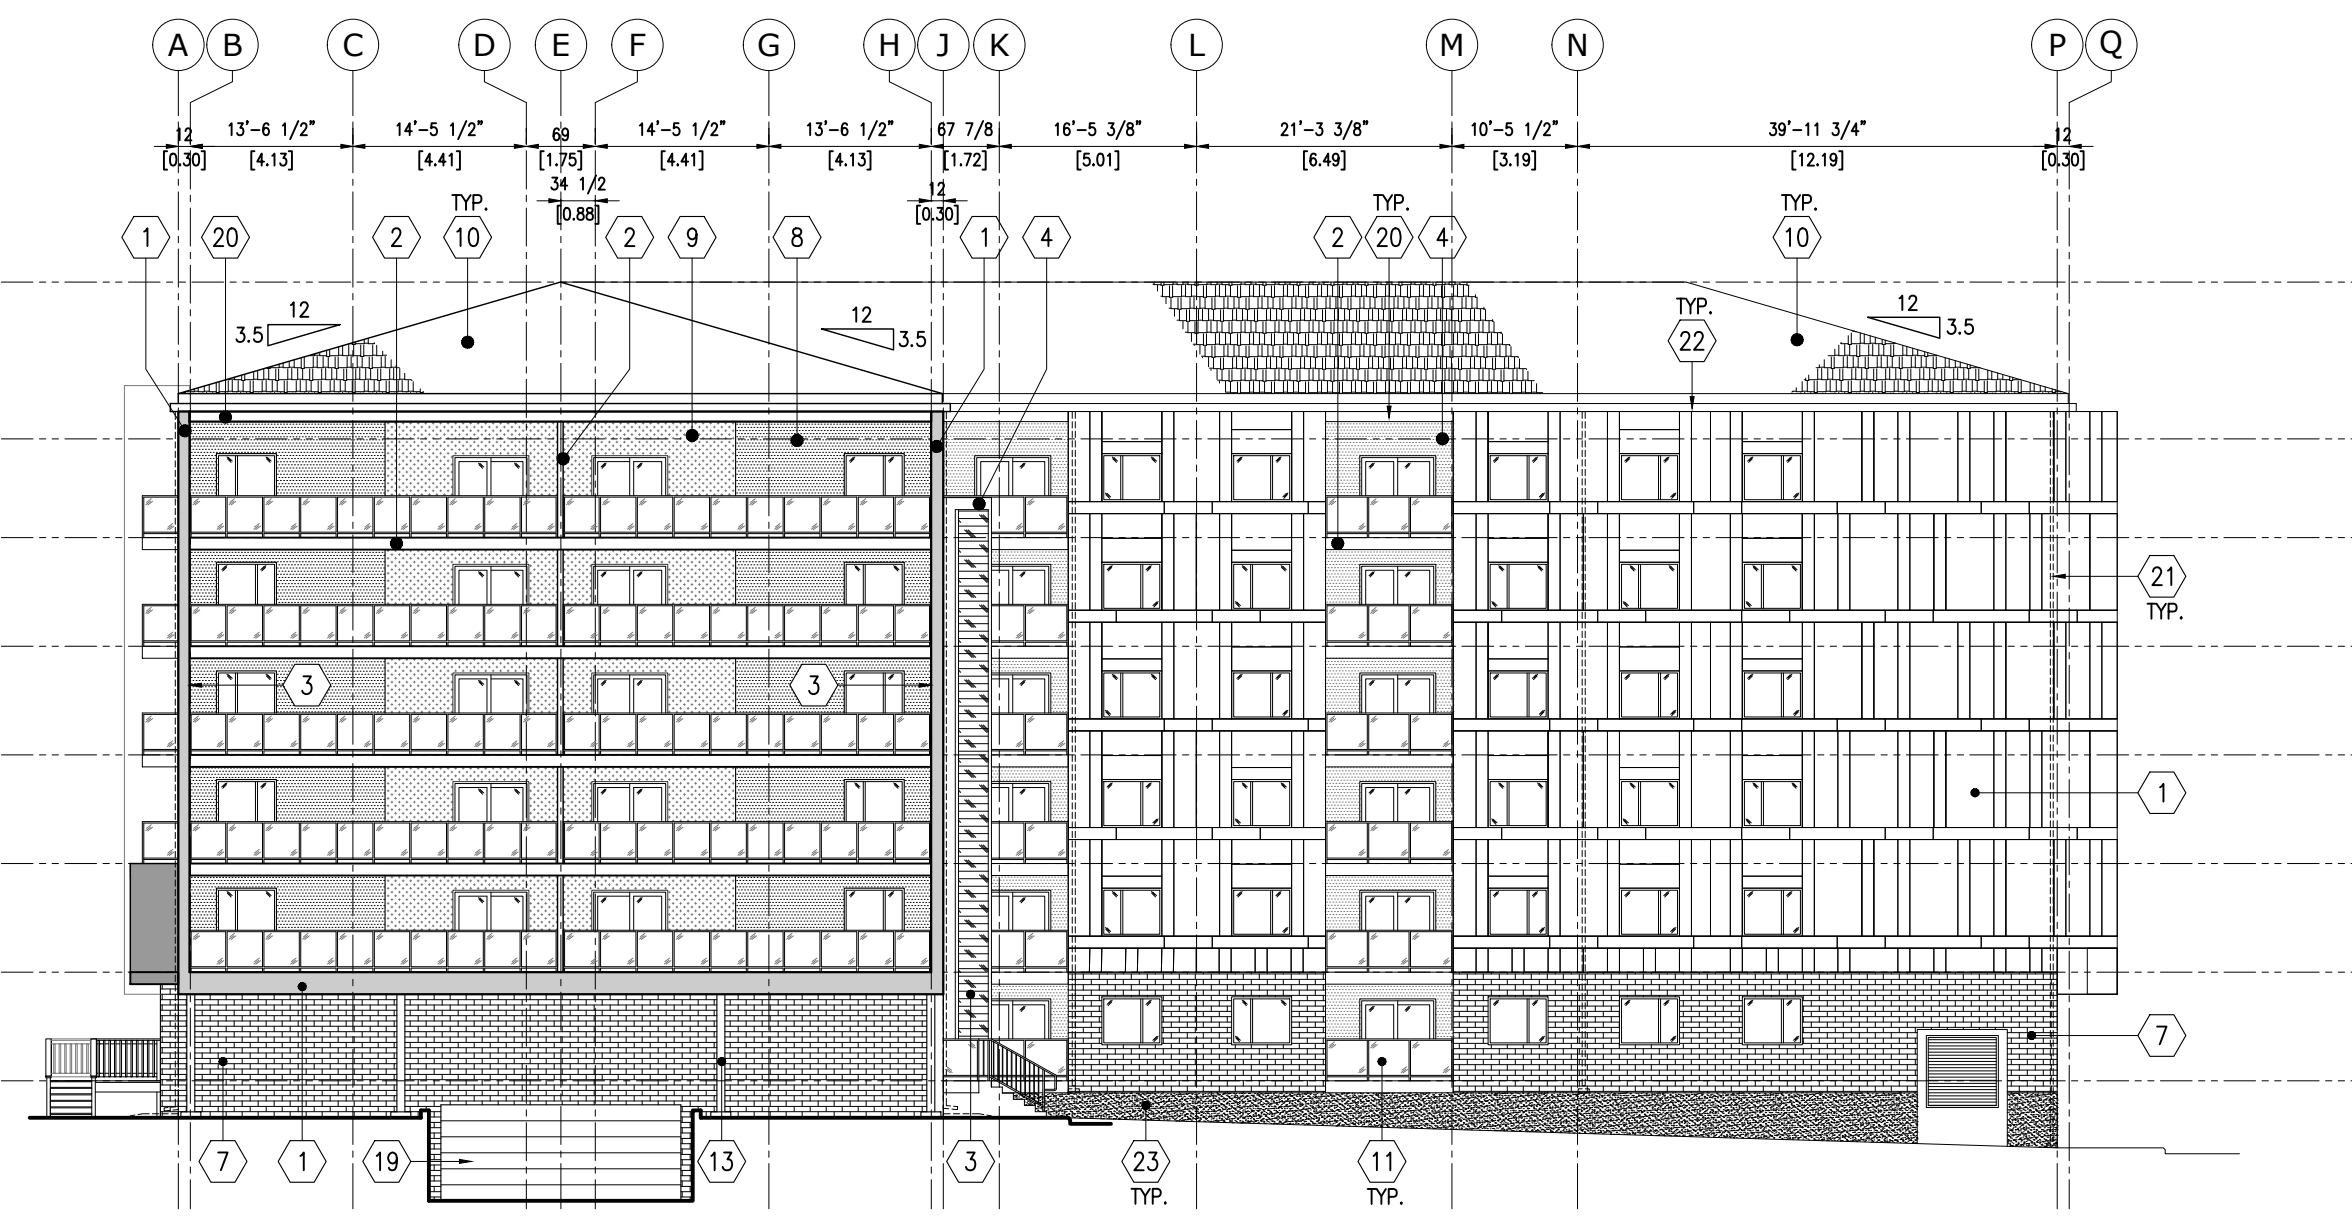 A B C D E F G H J K L M N P Q
12 13'-6 1/2" 14'-5 1/2" 69 14'-5 1/2" 13'-6 1/2" 67 7/8 16'-5 3/8" 21'-3 3/8" 10'-5 1/2" 39'-11 3/4" 12
[0.30] [4.13] [4.41] [1.75] [4.41] [4.13] [1.72] [5.01] [6.49] [3.19] [12.19] [0.30]
34 1/2 12
[0.88] [0.30]
TYP. TYP. TYP.
1 20 2 10 2 9 8 1 4 2 20 4 10
12 12 12
3.5 3.5 3.5
TYP.
22
21
TYP.
3 3
1
7
7 1 19 13 3 23 11
TYP. TYP.